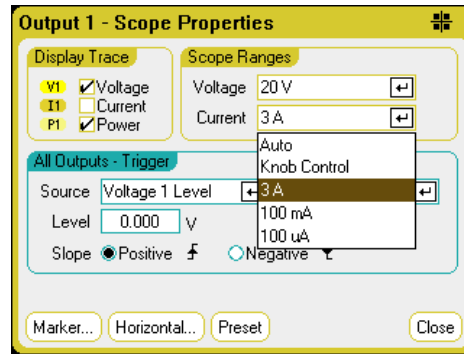 Output 1 - Scope Properties
Display Trace
V1 Voltage
I1 Current
P1 Power
Scope Ranges
Voltage 20 V
Current 3 A
Auto
Knob Control
3 A
100 mA
100 uA
All Outputs - Trigger
Source Voltage 1 Level
Level 0.000 V
Slope Positive Negative
Marker... Horizontal... Preset Close